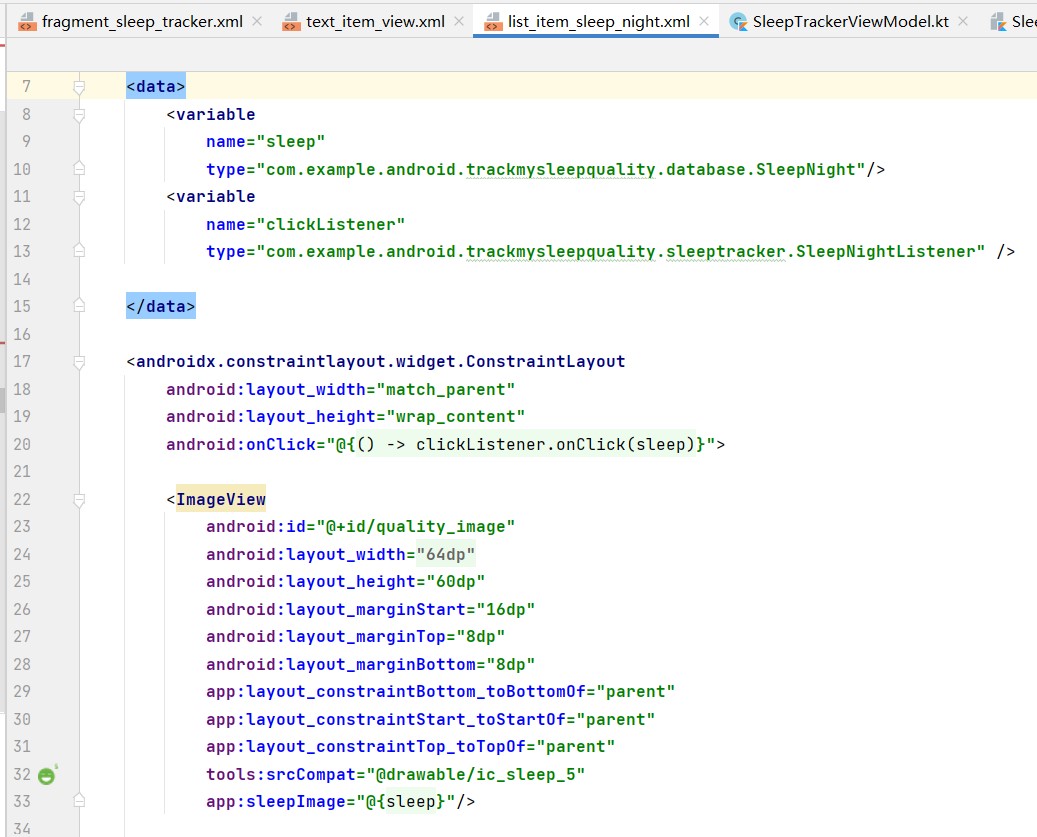 fragment_sleep_tracker.xml text_item_view.xml list_item_sleep_night.xml SleepTrackerViewModel.kt
7 <data>
8 <variable
9 name="sleep"
10 type="com.example.android.trackmysleepquality.database.SleepNight"/>
11 <variable
12 name="clickListener"
13 type="com.example.android.trackmysleepquality.sleeptracker.SleepNightListener" />
14
15 </data>
16
17 <androidx.constraintlayout.widget.ConstraintLayout
18 android:layout_width="match_parent"
19 android:layout_height="wrap_content"
20 android:onClick="@{() -> clickListener.onClick(sleep)}">
21
22 <ImageView
23 android:id="@+id/quality_image"
24 android:layout_width="64dp"
25 android:layout_height="60dp"
26 android:layout_marginStart="16dp"
27 android:layout_marginTop="8dp"
28 android:layout_marginBottom="8dp"
29 app:layout_constraintBottom_toBottomOf="parent"
30 app:layout_constraintStart_toStartOf="parent"
31 app:layout_constraintTop_toTopOf="parent"
32 tools:srcCompat="@drawable/ic_sleep_5"
33 app:sleepImage="@{sleep}"/>
34